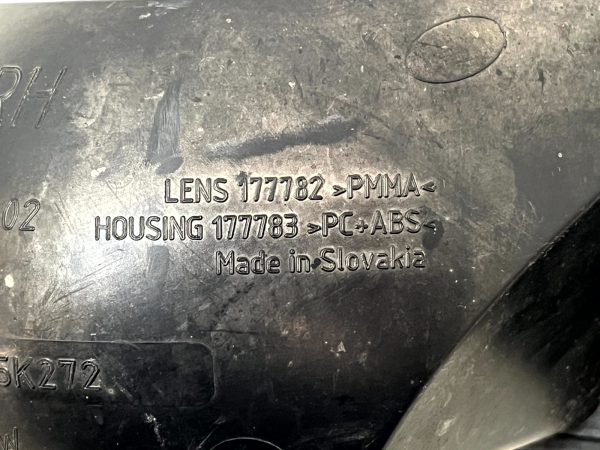 RH
LENS 177782 >PMMA<
02
HOUSING 177783 >PC+ABS<
Made in Slovakia
5K272